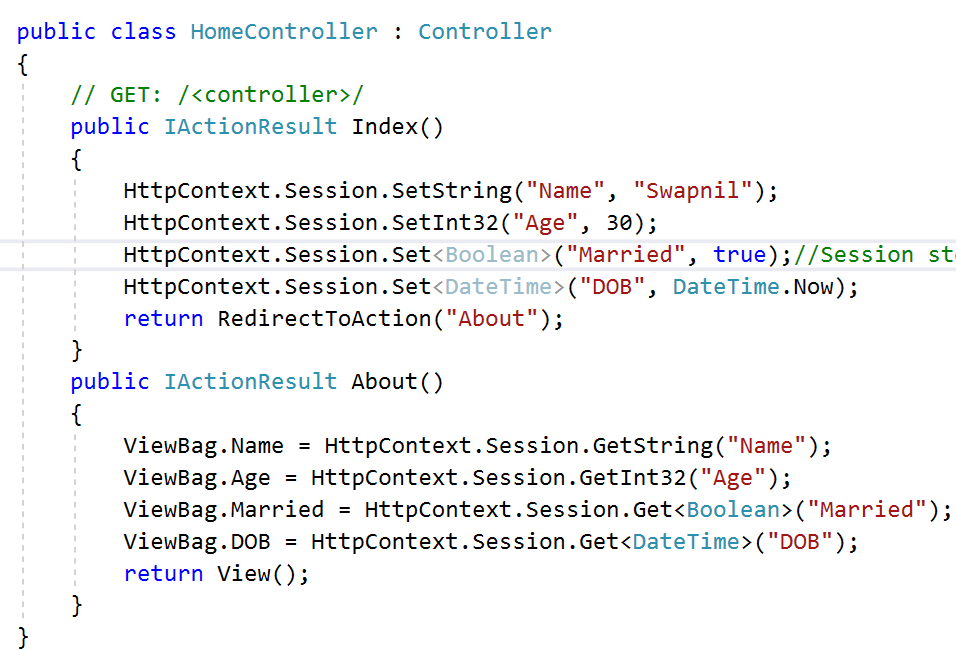 public class HomeController : Controller
{
    // GET: /<controller>/
    public IActionResult Index()
    {
        HttpContext.Session.SetString("Name", "Swapnil");
        HttpContext.Session.SetInt32("Age", 30);
        HttpContext.Session.Set<Boolean>("Married", true);//Session
        HttpContext.Session.Set<DateTime>("DOB", DateTime.Now);
        return RedirectToAction("About");
    }
    public IActionResult About()
    {
        ViewBag.Name = HttpContext.Session.GetString("Name");
        ViewBag.Age = HttpContext.Session.GetInt32("Age");
        ViewBag.Married = HttpContext.Session.Get<Boolean>("Married");
        ViewBag.DOB = HttpContext.Session.Get<DateTime>("DOB");
        return View();
    }
}